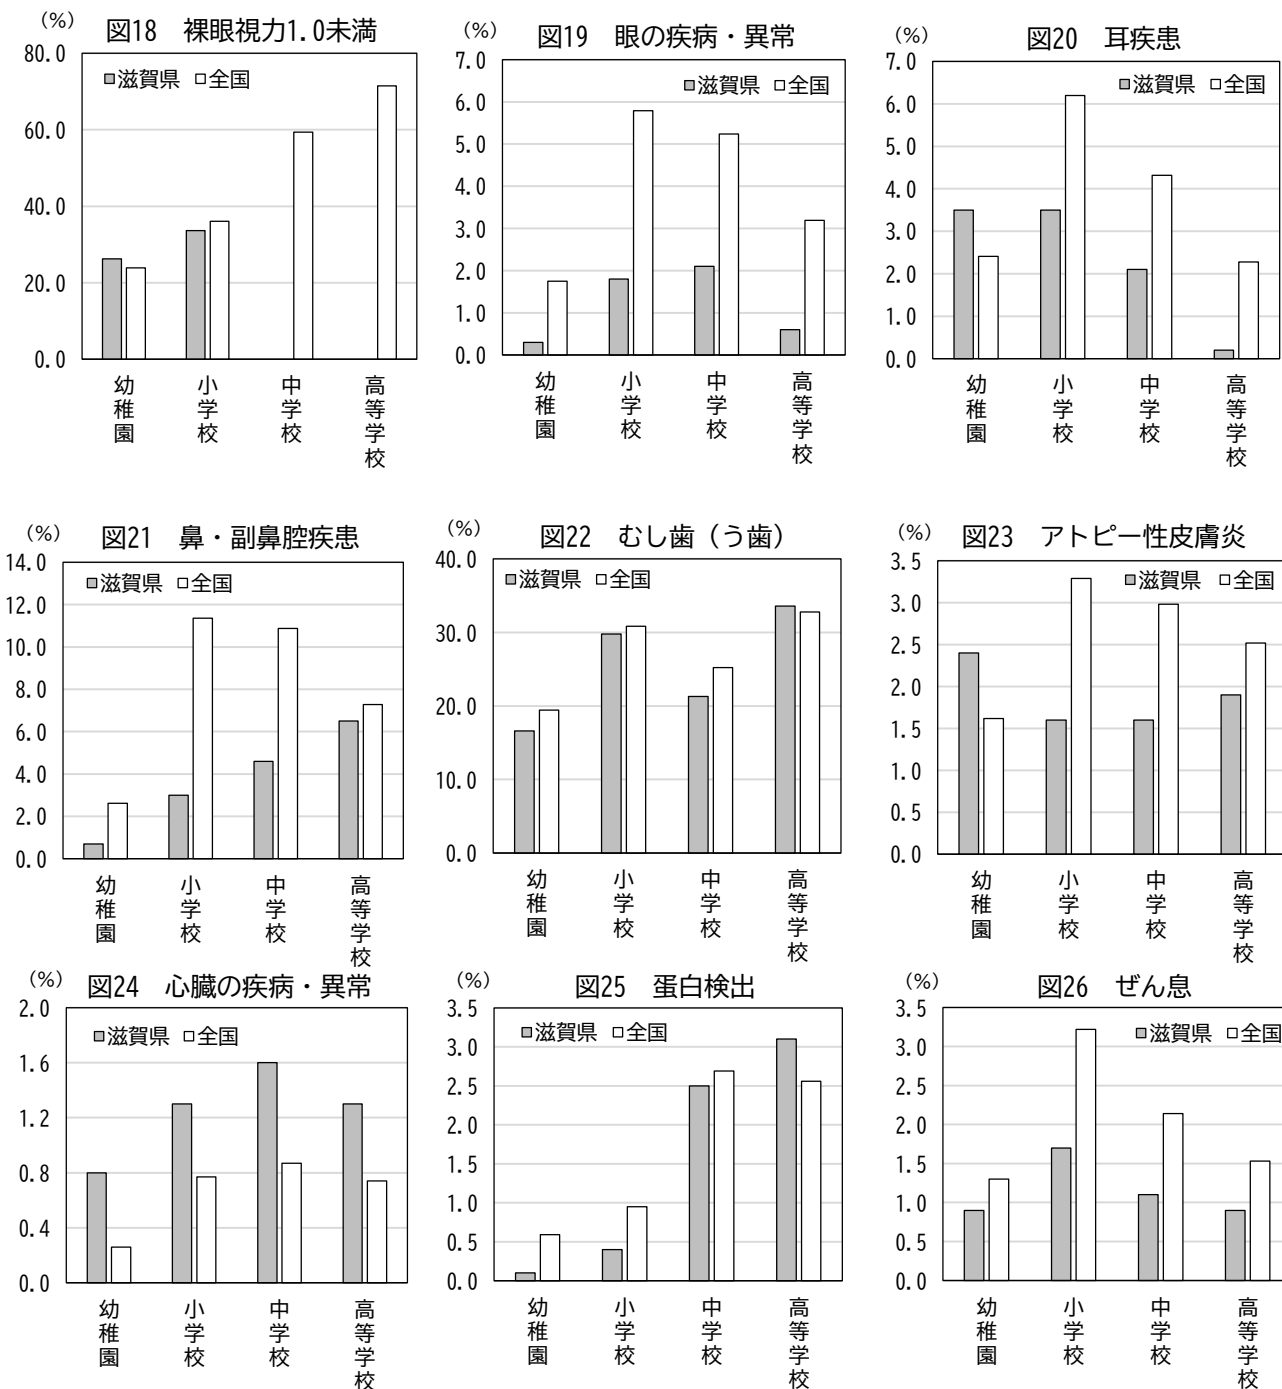 (%)
図18 裸眼視力1.0未満
■滋賀県 □全国
80.0
60.0
40.0
20.0
0.0
幼稚園
小学校
中学校
高等学校
(%)
図19 眼の疾病・異常
■滋賀県 □全国
7.0
6.0
5.0
4.0
3.0
2.0
1.0
0.0
幼稚園
小学校
中学校
高等学校
(%)
図20 耳疾患
■滋賀県 □全国
7.0
6.0
5.0
4.0
3.0
2.0
1.0
0.0
幼稚園
小学校
中学校
高等学校
(%)
図21 鼻・副鼻腔疾患
■滋賀県 □全国
14.0
12.0
10.0
8.0
6.0
4.0
2.0
0.0
幼稚園
小学校
中学校
高等学校
(%)
図22 むし歯（う歯）
■滋賀県 □全国
40.0
30.0
20.0
10.0
0.0
幼稚園
小学校
中学校
高等学校
(%)
図23 アトピー性皮膚炎
■滋賀県 □全国
3.5
3.0
2.5
2.0
1.5
1.0
0.5
0.0
幼稚園
小学校
中学校
高等学校
(%)
図24 心臓の疾病・異常
■滋賀県 □全国
2.0
1.6
1.2
0.8
0.4
0.0
幼稚園
小学校
中学校
高等学校
(%)
図25 蛋白検出
■滋賀県 □全国
3.5
3.0
2.5
2.0
1.5
1.0
0.5
0.0
幼稚園
小学校
中学校
高等学校
(%)
図26 ぜん息
■滋賀県 □全国
3.5
3.0
2.5
2.0
1.5
1.0
0.5
0.0
幼稚園
小学校
中学校
高等学校